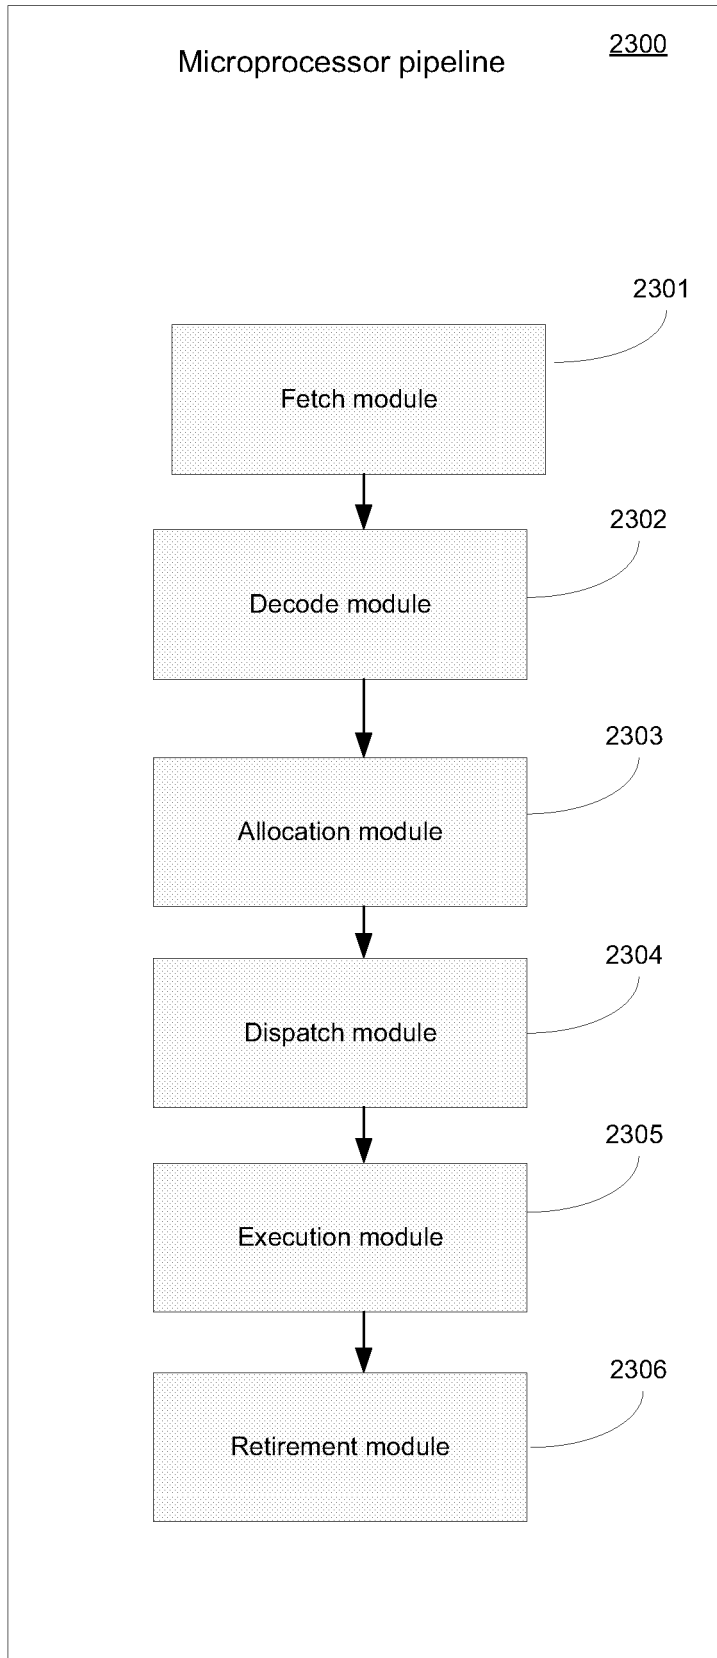 Microprocessor pipeline
2300
2301
Fetch module
2302
Decode module
2303
Allocation module
2304
Dispatch module
2305
Execution module
2306
Retirement module